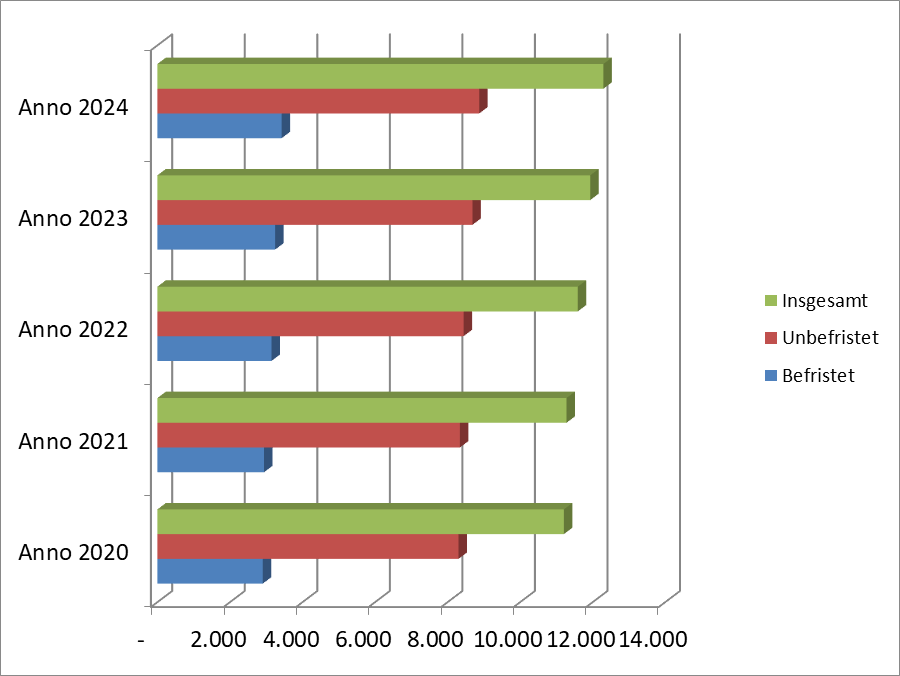 Anno 2024
Anno 2023
Anno 2022
Anno 2021
Anno 2020
Insgesamt
Unbefristet
Befristet
- 2.000 4.000 6.000 8.000 10.000 12.000 14.000